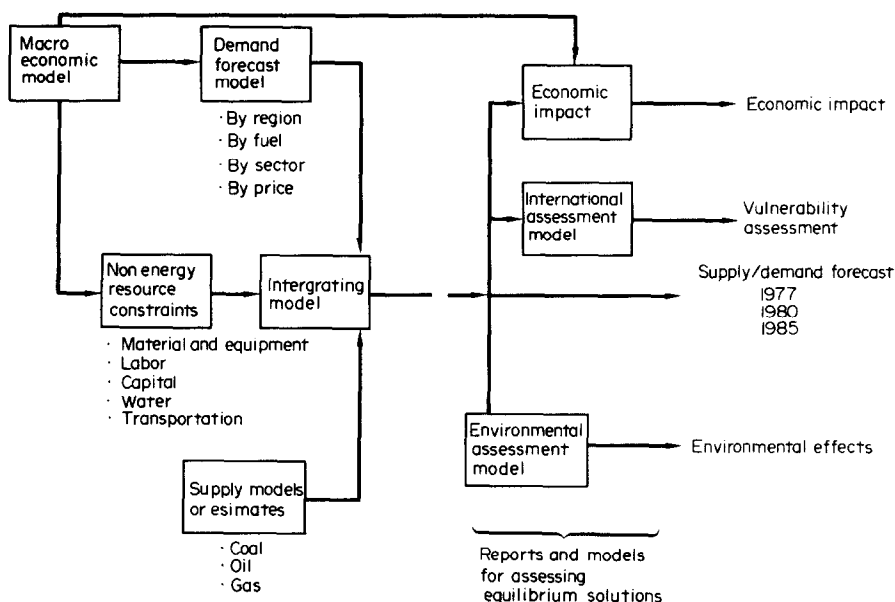 Macro
economic
model
Demand
forecast
model
· By region
· By fuel
· By sector
· By price
Economic
impact
Economic impact
International
assessment
model
Vulnerability
assessment
Non energy
resource
constraints
Intergrating
model
Supply/demand forecast
1977
1980
1985
· Material and equipment
· Labor
· Capital
· Water
· Transportation
Environmental
assessment
model
Environmental effects
Supply models
or esimates
· Coal
· Oil
· Gas
Reports and models
for assessing
equilibrium solutions